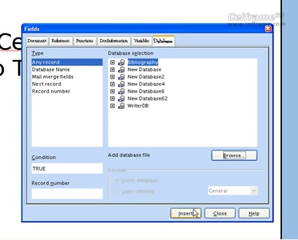 Celframe
Fields
Document References Functions DocInformation Variables Database
Type
Database selection
Any record
Database Name
Mail merge fields
Next record
Record number
Bibliography
New Database
New Database2
New Database4
New Database6
New Database62
WriterDB
Condition
TRUE
Add database file
Browse...
Record number
Format
From database
User-defined
General
Insert
Close
Help